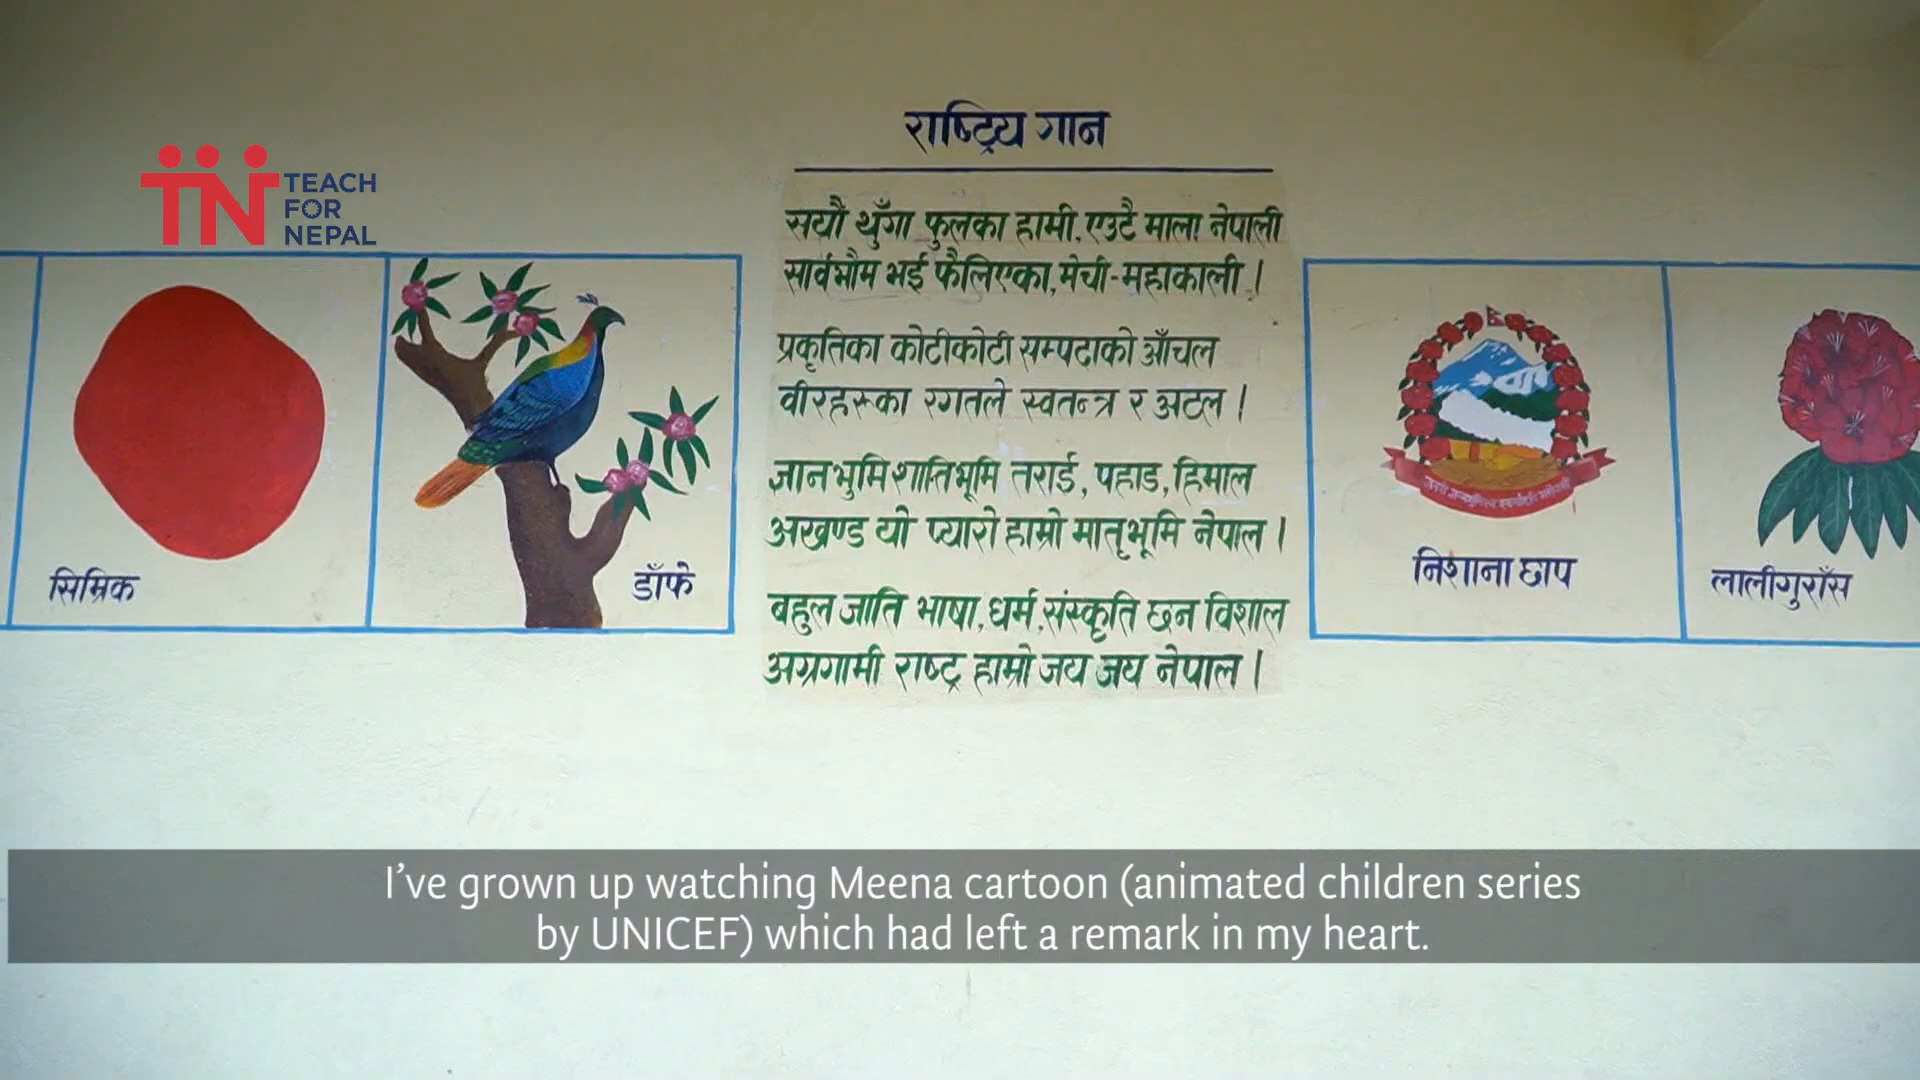 राष्ट्रिय गान
TEACH
FOR
NEPAL
सयौं थुँगा फुलका हामी, एउटै माला नेपाली
सार्वभौम भई फैलिएका, मेची-महाकाली ।
प्रकृतिका कोटीकोटी सम्पदाको आँचल
वीरहरूका रगतले स्वतन्त्र र अटल ।
ज्ञानभुमि शातिभूमि तराई, पहाड, हिमाल
अखण्ड यो प्यारो हाम्रो मातृभूमि नेपाल ।
बहुल जाति भाषा, धर्म, संस्कृति छन विशाल
अग्रगामी राष्ट्र हाम्रो जय जय नेपाल ।
सिम्रिक
डाँफे
निशाना छाप
लालीगुराँस
I've grown up watching Meena cartoon (animated children series
by UNICEF) which had left a remark in my heart.